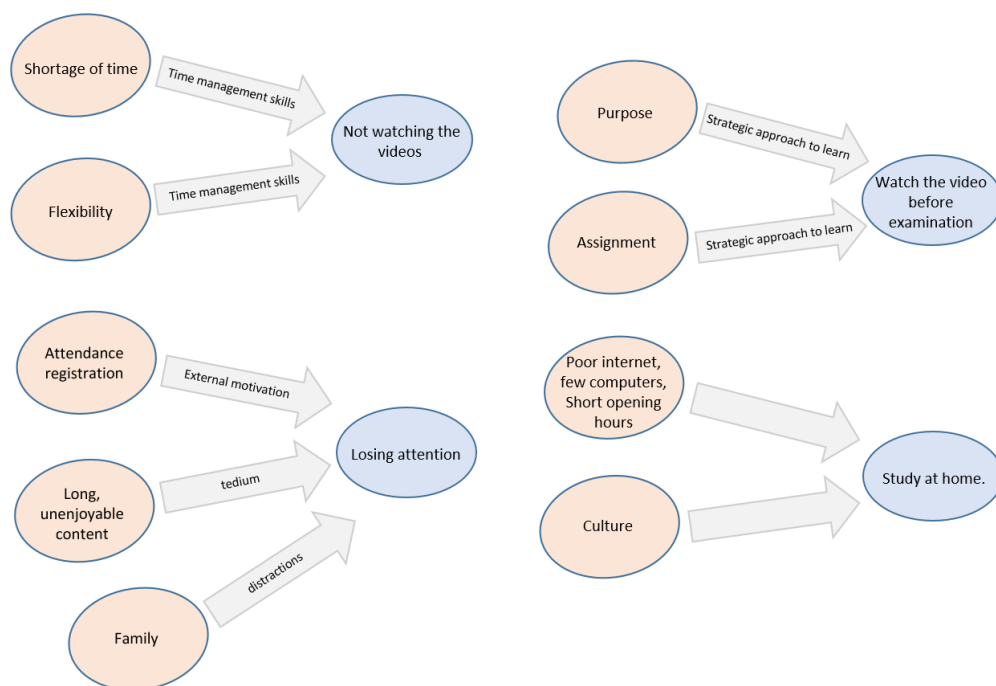 Shortage of time
Time management skills
Not watching the
videos
Flexibility
Time management skills
Purpose
Strategic approach to learn
Watch the video
before
examination
Assignment
Strategic approach to learn
Attendance
registration
External motivation
Losing attention
Long,
unenjoyable
content
tedium
Family
distractions
Poor internet,
few computers,
Short opening
hours
Study at home.
Culture